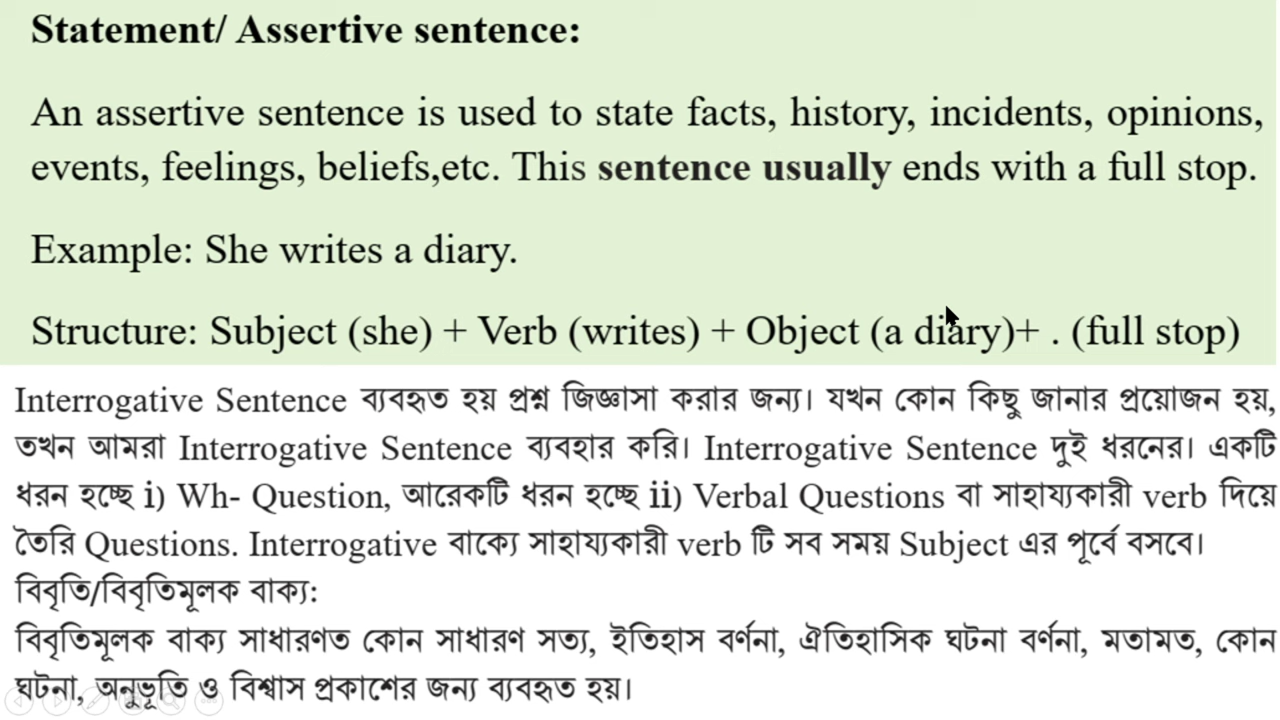 Statement/ Assertive sentence:
An assertive sentence is used to state facts, history, incidents, opinions,
events, feelings, beliefs,etc. This sentence usually ends with a full stop.
Example: She writes a diary.
Structure: Subject (she) + Verb (writes) + Object (a diary)+ . (full stop)
Interrogative Sentence ব্যবহৃত হয় প্রশ্ন জিজ্ঞাসা করার জন্য। যখন কোন কিছু জানার প্রয়োজন হয়,
তখন আমরা Interrogative Sentence ব্যবহার করি। Interrogative Sentence দুই ধরনের। একটি
ধরন হচ্ছে i) Wh- Question, আরেকটি ধরন হচ্ছে ii) Verbal Questions বা সাহায্যকারী verb দিয়ে
তৈরি Questions. Interrogative বাক্যে সাহায্যকারী verb টি সব সময় Subject এর পূর্বে বসবে।
বিবৃতি/বিবৃতিমূলক বাক্য:
বিবৃতিমূলক বাক্য সাধারণত কোন সাধারণ সত্য, ইতিহাস বর্ণনা, ঐতিহাসিক ঘটনা বর্ণনা, মতামত, কোন
ঘটনা, অনুভূতি ও বিশ্বাস প্রকাশের জন্য ব্যবহৃত হয়।